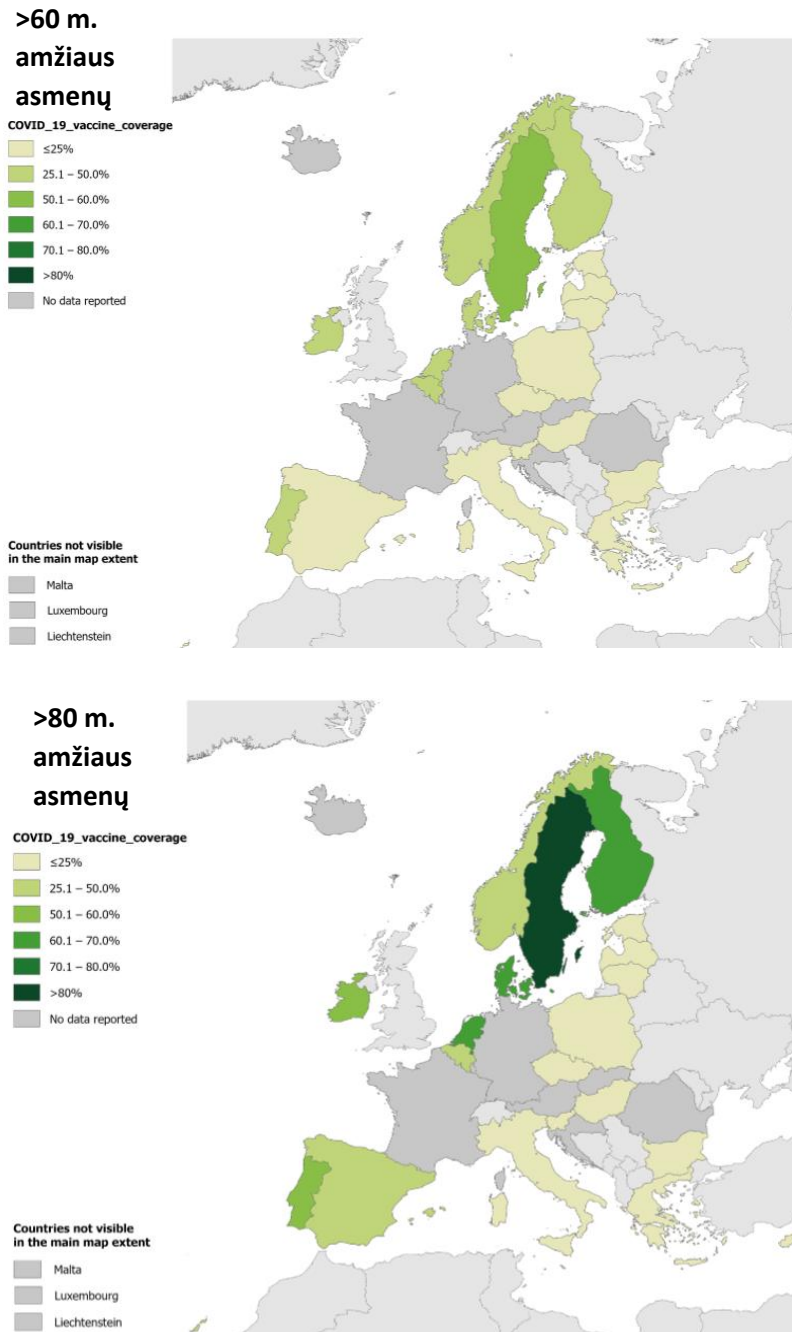 >60 m.
amžiaus
asmenų
COVID_19_vaccine_coverage
≤25%
25.1 – 50.0%
50.1 – 60.0%
60.1 – 70.0%
70.1 – 80.0%
>80%
No data reported
Countries not visible
in the main map extent
Malta
Luxembourg
Liechtenstein
>80 m.
amžiaus
asmenų
COVID_19_vaccine_coverage
≤25%
25.1 – 50.0%
50.1 – 60.0%
60.1 – 70.0%
70.1 – 80.0%
>80%
No data reported
Countries not visible
in the main map extent
Malta
Luxembourg
Liechtenstein